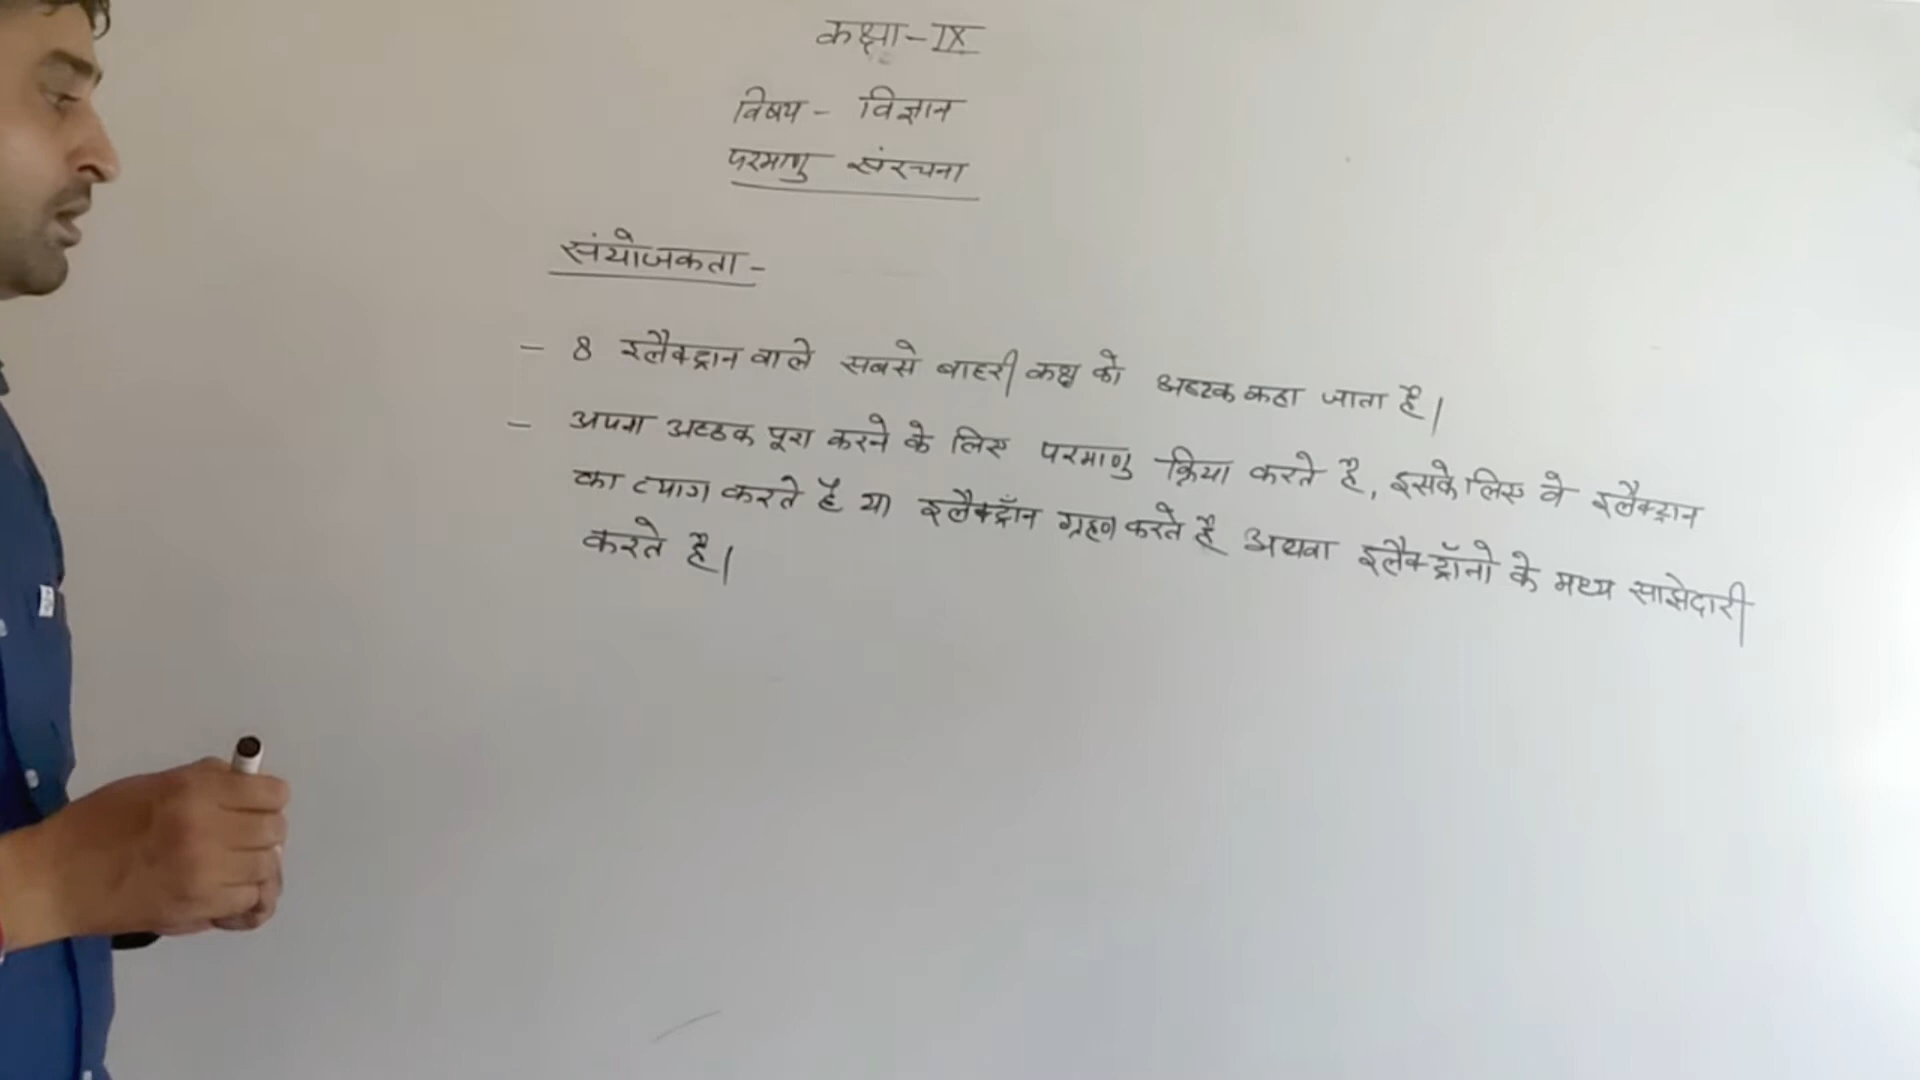 कक्षा-IX
विषय - विज्ञान
परमाणु संरचना
संयोजकता-
- 8 इलैक्ट्रान वाले सबसे बाहरी कक्ष को अष्टक कहा जाता है।
- अपना अष्ठक पूरा करने के लिए परमाणु क्रिया करते है, इसके लिए वे इलैक्ट्रान
का त्याग करते है या इलैक्ट्रॉन ग्रहण करते है अथवा इलैक्ट्रॉनो के मध्य साझेदारी
करते है।